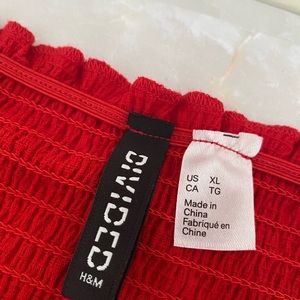 DIVIDED
H&M
US XL
CA TG
Made in
China
Fabriqué en
Chine